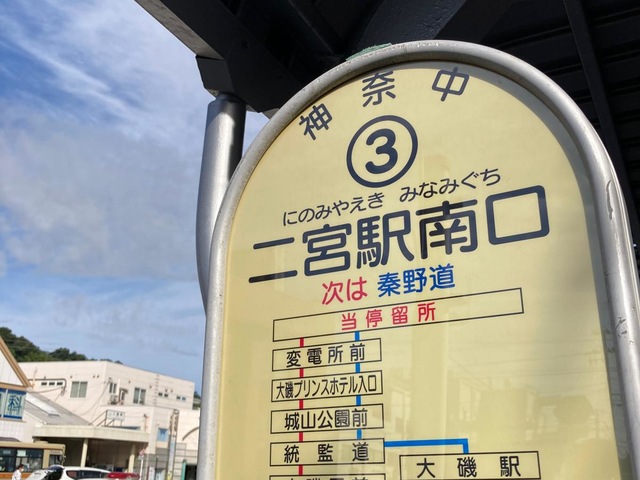 神奈中
3
にのみやえき みなみぐち
二宮駅南口
次は 秦野道
当停留所
変電所前
大磯プリンスホテル入口
城山公園前
統監道
大磯駅